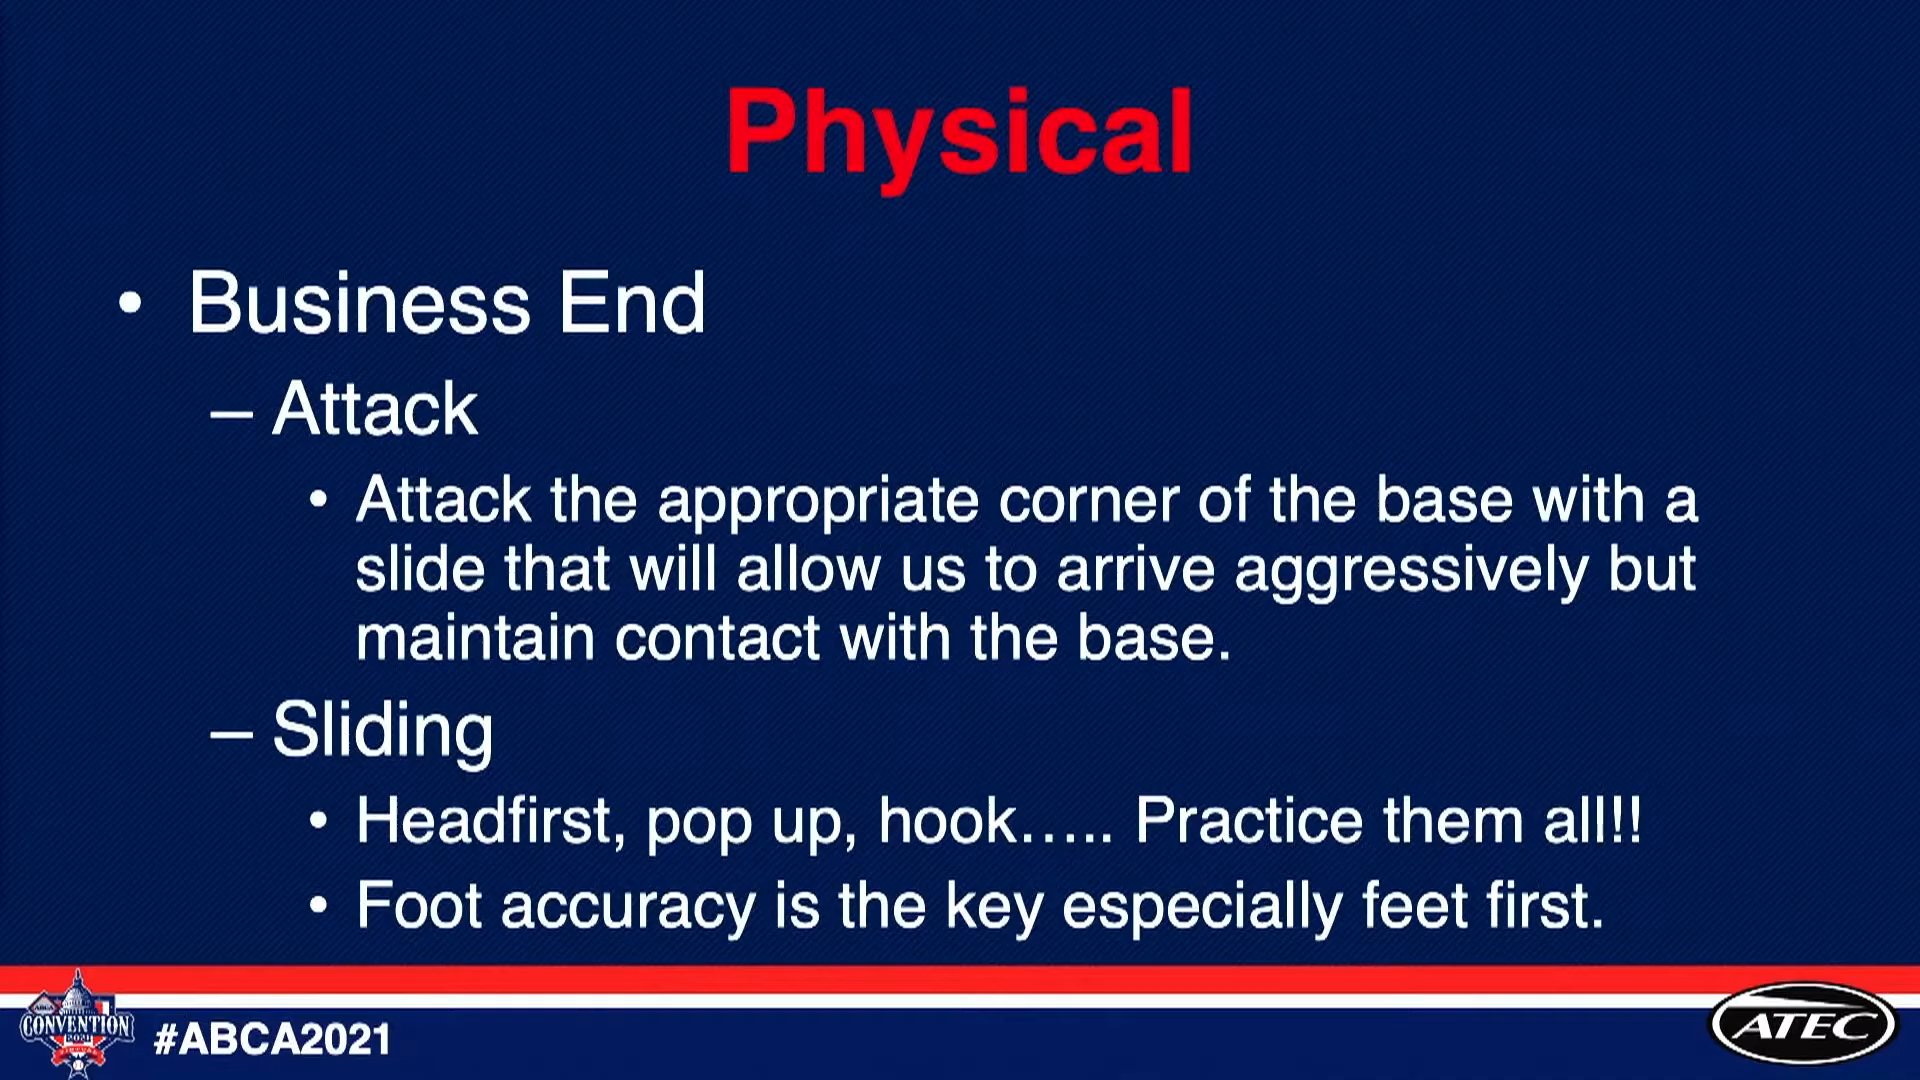 Physical
• Business End
– Attack
• Attack the appropriate corner of the base with a
slide that will allow us to arrive aggressively but
maintain contact with the base.
– Sliding
• Headfirst, pop up, hook….. Practice them all!!
• Foot accuracy is the key especially feet first.
ABCA
CONVENTION
2021
#ABCA2021
ATEC